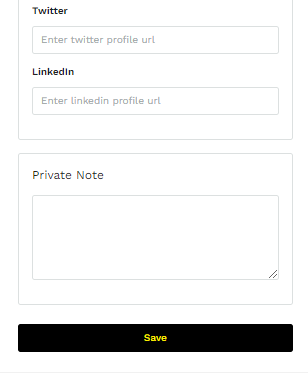 Twitter
Enter twitter profile url
LinkedIn
Enter linkedin profile url
Private Note
Save